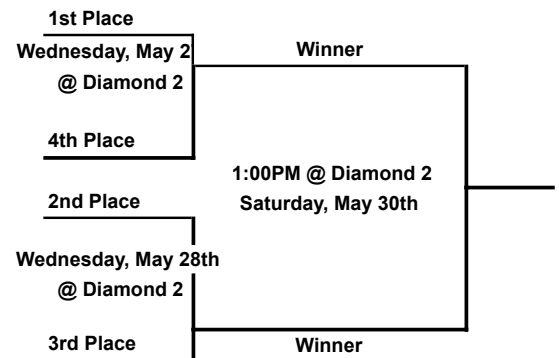 1st Place
Wednesday, May 2
@ Diamond 2
4th Place
Winner
1:00PM @ Diamond 2
Saturday, May 30th
2nd Place
Wednesday, May 28th
@ Diamond 2
3rd Place
Winner